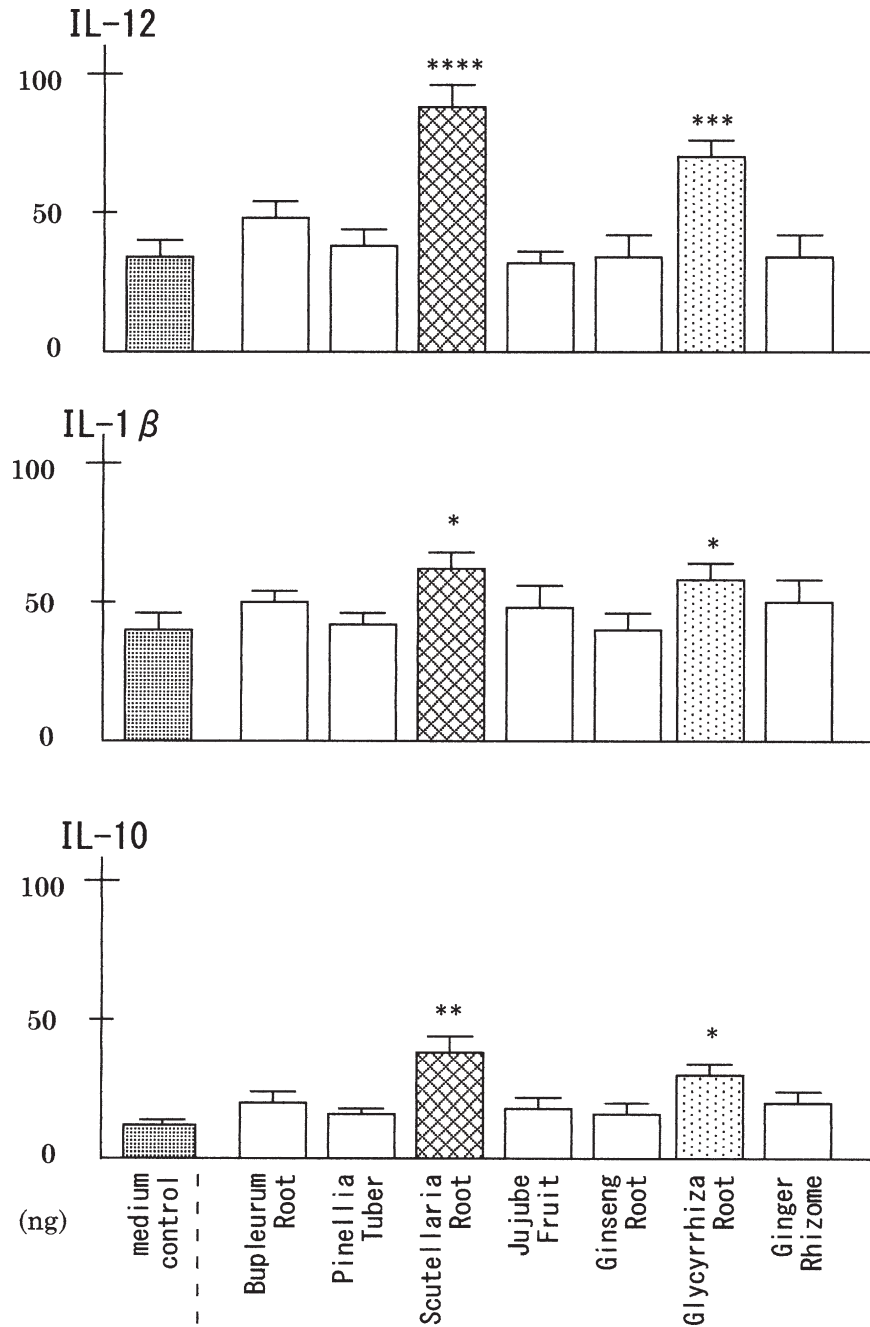 IL-12
100
****
***
50
0
IL-1β
100
*
*
50
0
IL-10
100
**
*
50
0
(ng)
medium
control
Bupleurum
Root
Pinellia
Tuber
Scutellaria
Root
Jujube
Fruit
Ginseng
Root
Glycyrrhiza
Root
Ginger
Rhizome